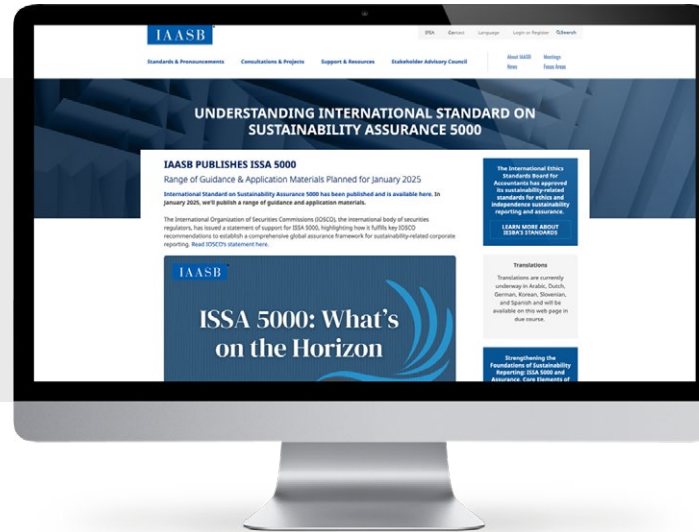 IAASB
IFEA Contact Language Login or Register Search
Standards & Pronouncements Consultations & Projects Support & Resources Stakeholder Advisory Council
About IAASB Meetings
News Focus Areas
UNDERSTANDING INTERNATIONAL STANDARD ON
SUSTAINABILITY ASSURANCE 5000
IAASB PUBLISHES ISSA 5000
Range of Guidance & Application Materials Planned for January 2025
International Standard on Sustainability Assurance 5000 has been published and is available here. In
January 2025, we'll publish a range of guidance and application materials.
The International Organization of Securities Commissions (IOSCO), the international body of securities
regulators, has issued a statement of support for ISSA 5000, highlighting how it fulfills key IOSCO
recommendations to establish a comprehensive global assurance framework for sustainability-related corporate
reporting. Read IOSCO's statement here.
IAASB
ISSA 5000: What's
on the Horizon
The International Ethics
Standards Board for
Accountants has approved
its sustainability-related
standards for ethics and
independence sustainability
reporting and assurance.
LEARN MORE ABOUT
IESBA'S STANDARDS
Translations
Translations are currently
underway in Arabic, Dutch,
German, Korean, Slovenian,
and Spanish and will be
available on this web page in
due course.
Strengthening the
Foundations of Sustainability
Reporting: ISSA 5000 and
Assurance, Core Elements of